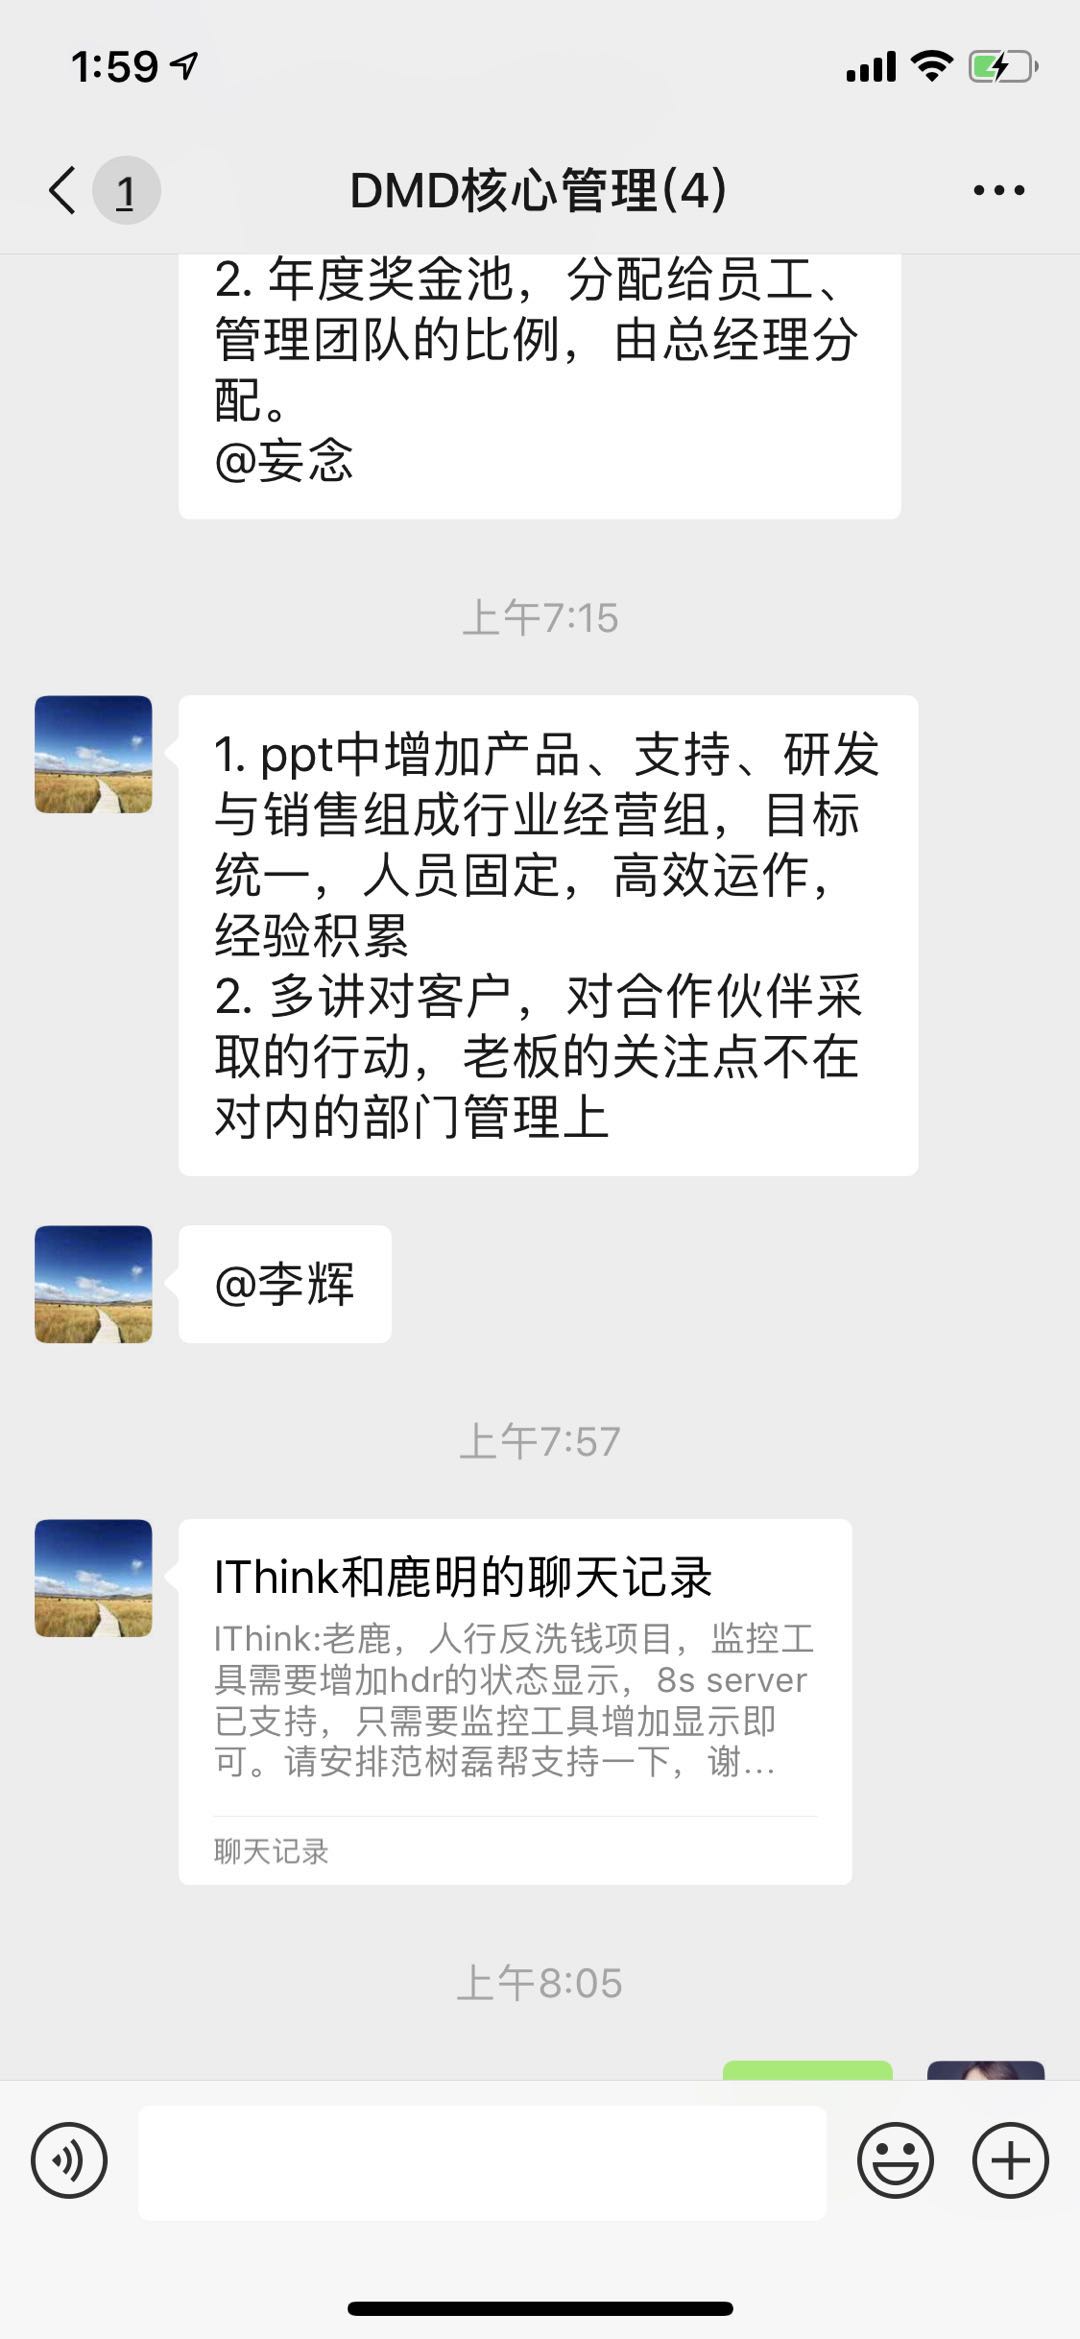 1:59
1
DMD核心管理(4)
2. 年度奖金池，分配给员工、
管理团队的比例，由总经理分
配。
@妄念
上午7:15
1. ppt中增加产品、支持、研发
与销售组成行业经营组，目标
统一，人员固定，高效运作，
经验积累
2. 多讲对客户，对合作伙伴采
取的行动，老板的关注点不在
对内的部门管理上
@李辉
上午7:57
IThink和鹿明的聊天记录
IThink:老鹿，人行反洗钱项目，监控工
具需要增加hdr的状态显示，8s server
已支持，只需要监控工具增加显示即
可。请安排范树磊帮支持一下，谢...
聊天记录
上午8:05